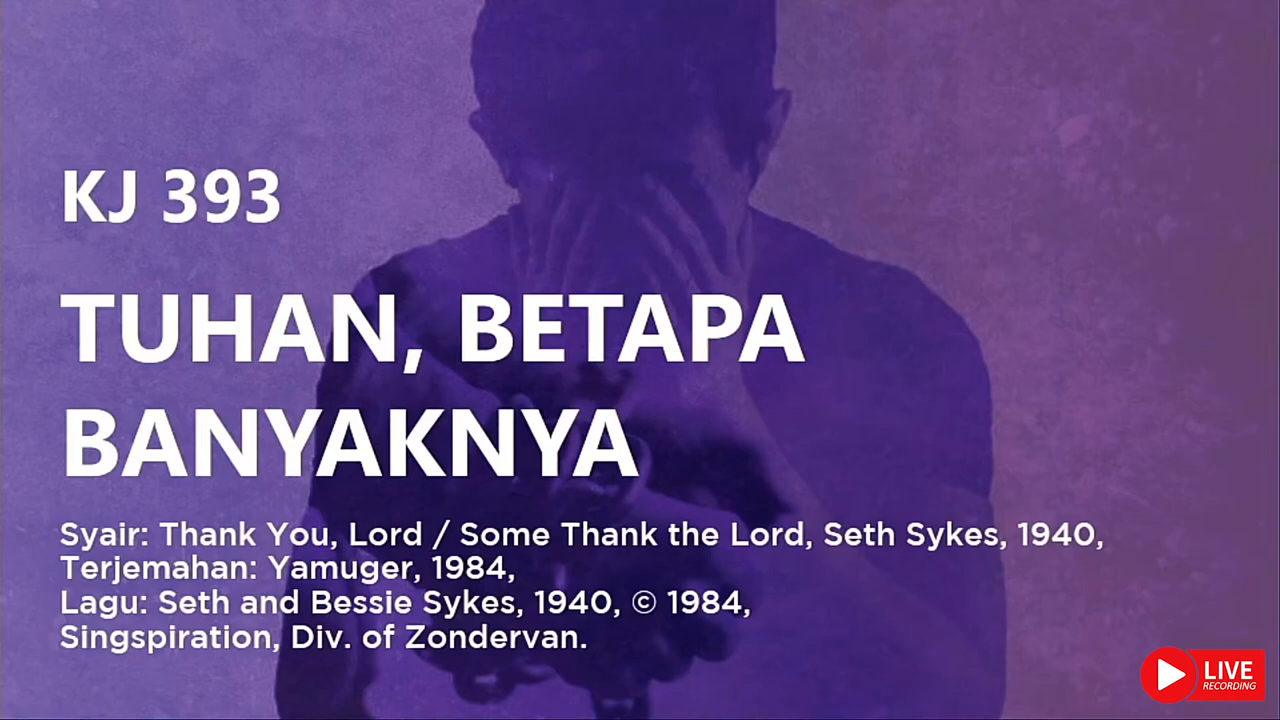 KJ 393
TUHAN, BETAPA
BANYAKNYA
Syair: Thank You, Lord / Some Thank the Lord, Seth Sykes, 1940,
Terjemahan: Yamuger, 1984,
Lagu: Seth and Bessie Sykes, 1940, © 1984,
Singspiration, Div. of Zondervan.
LIVE
RECORDING